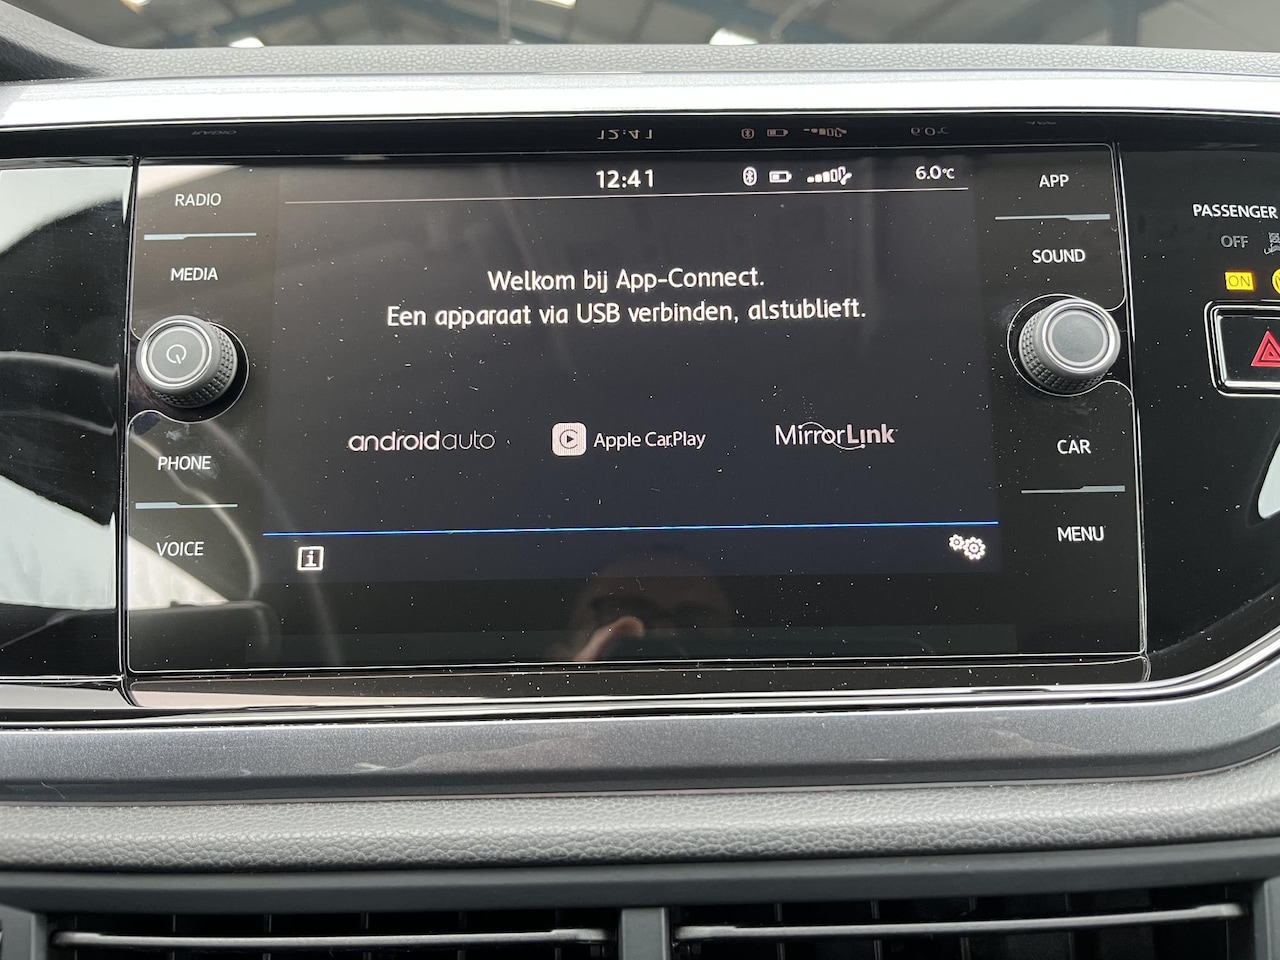 RADIO
MEDIA
PHONE
VOICE
12:41
6.0°C
Welkom bij App-Connect.
Een apparaat via USB verbinden, alstublieft.
androidauto
Apple CarPlay
MirrorLink
i
APP
SOUND
CAR
MENU
PASSENGER
OFF
ON